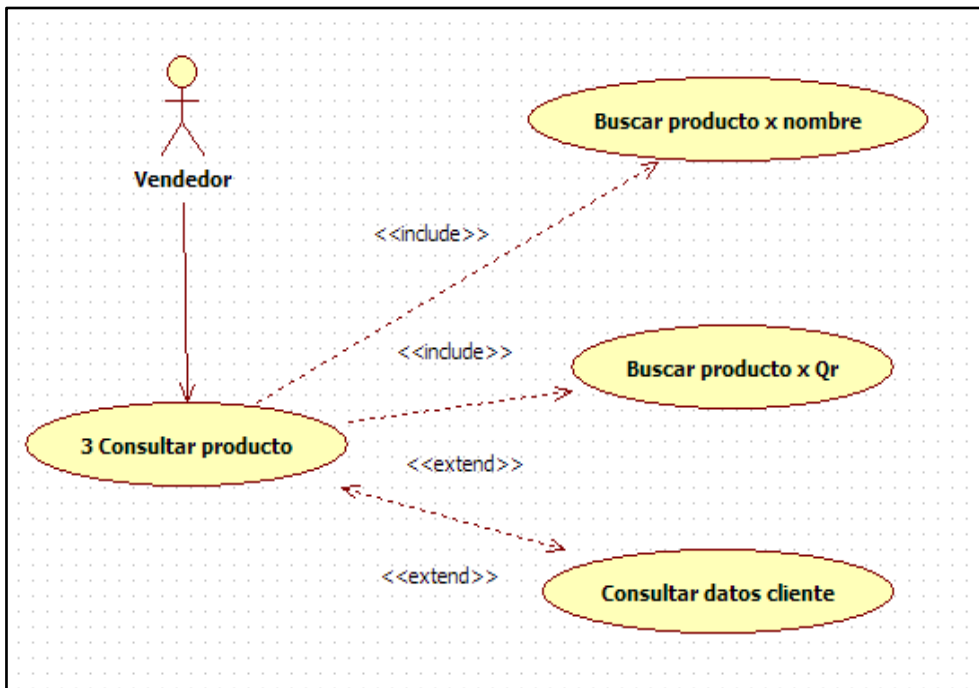 Buscar producto x nombre
Vendedor
<<include>>
<<include>>
Buscar producto x Qr
3 Consultar producto
<<extend>>
<<extend>>
Consultar datos cliente